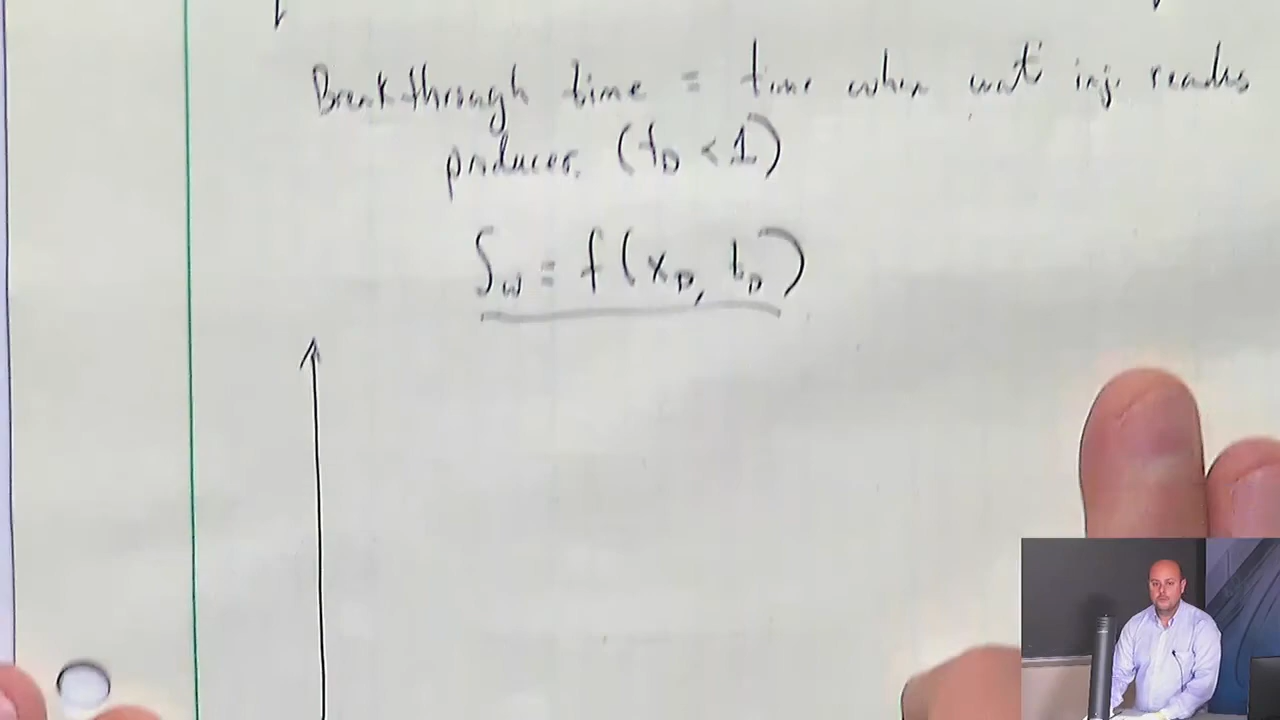 Breakthrough time = time when wat inj. reaches
producer. (tD < 1)
Sw = f(xD, tD)